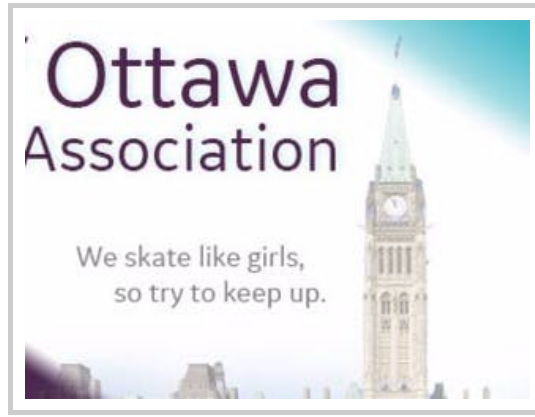 Ottawa
Association
We skate like girls,
so try to keep up.